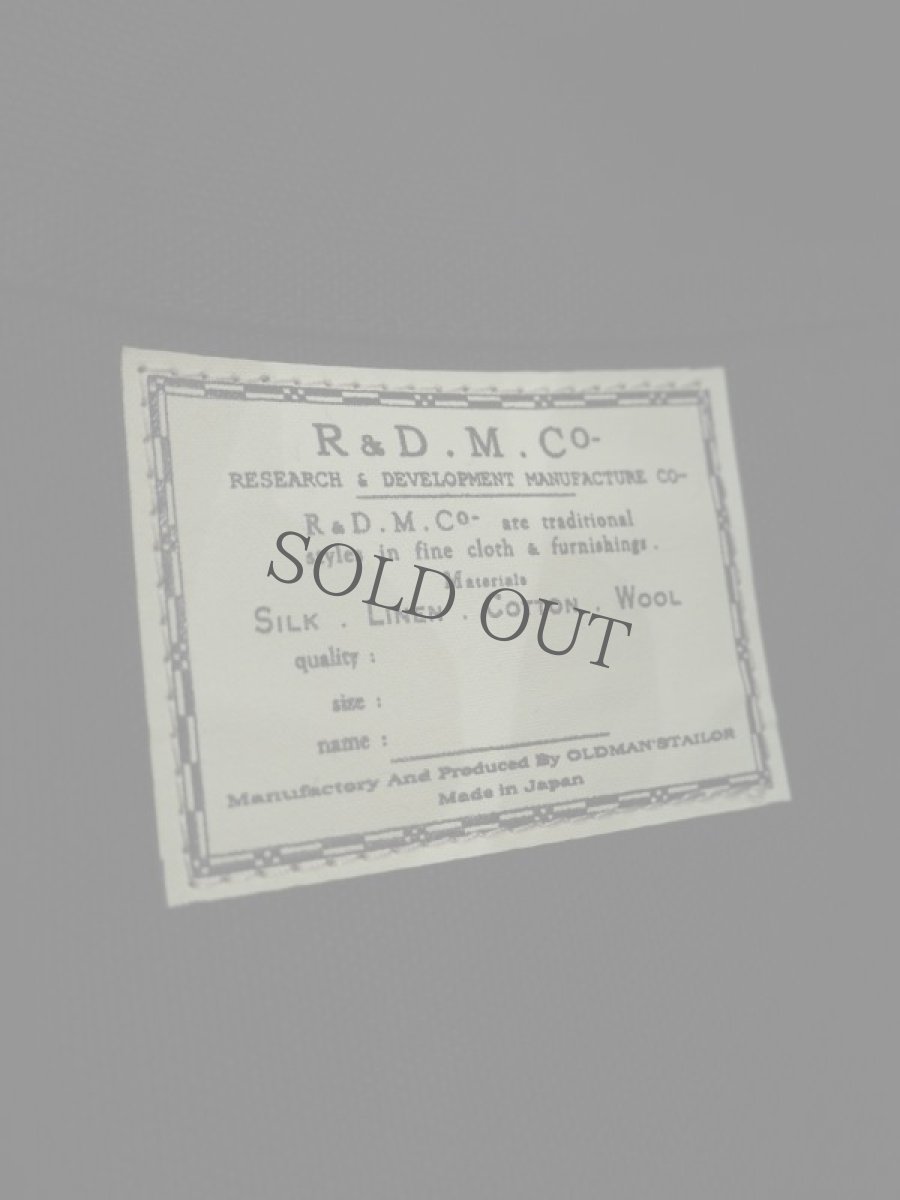 R & D . M . Co-
RESEARCH & DEVELOPMENT MANUFACTURE CO-
R & D . M . Co- are traditional
styles in fine cloth & furnishings .
Materials
SILK . LINEN . COTTON . WOOL
SOLD OUT
quality :
size :
name :
Manufactory And Produced By OLDMAN'STAILOR
Made in Japan